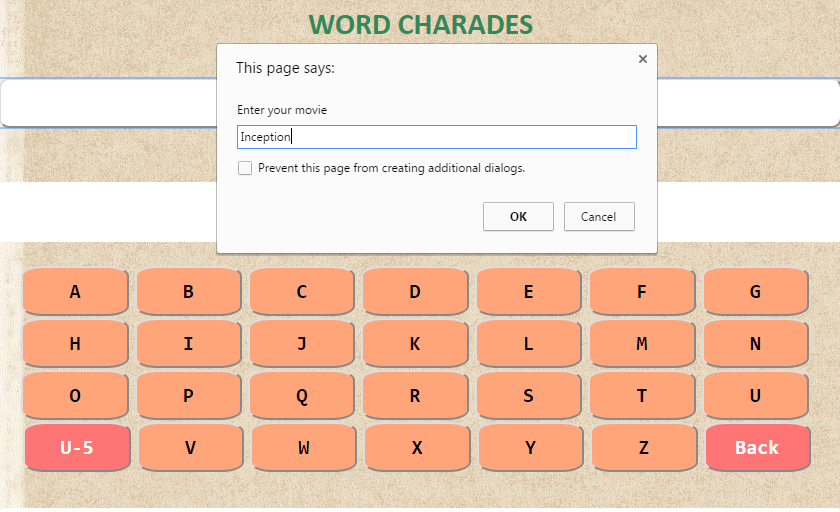 WORD CHARADES
This page says:
Enter your movie
Inception
Prevent this page from creating additional dialogs.
OK Cancel
A B C D E F G
H I J K L M N
O P Q R S T U
U-5 V W X Y Z Back